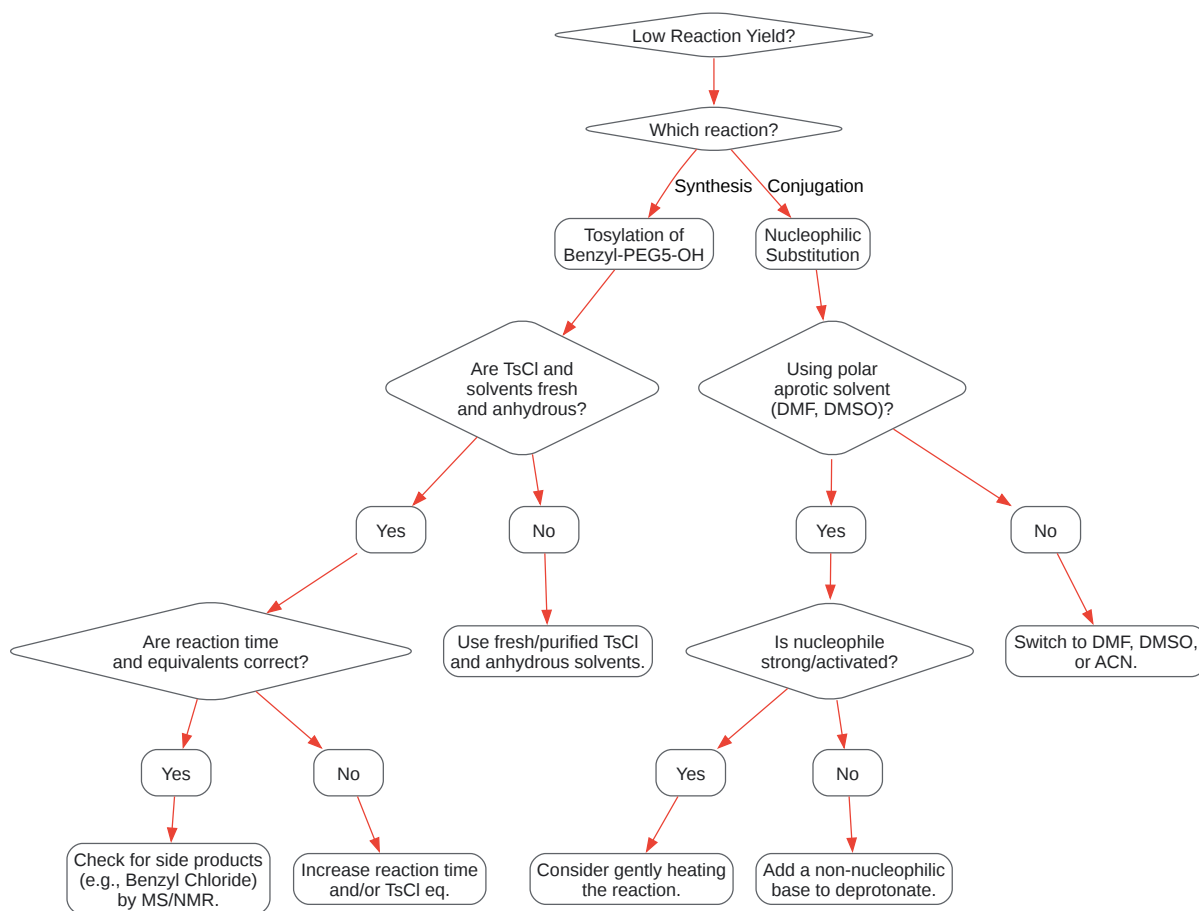 Low Reaction Yield?
Which reaction?
Synthesis
Conjugation
Tosylation of
Benzyl-PEG5-OH
Nucleophilic
Substitution
Are TsCl and
solvents fresh
and anhydrous?
Using polar
aprotic solvent
(DMF, DMSO)?
Yes
No
Yes
No
Are reaction time
and equivalents correct?
Use fresh/purified TsCl
and anhydrous solvents.
Is nucleophile
strong/activated?
Switch to DMF, DMSO,
or ACN.
Yes
No
Yes
No
Check for side products
(e.g., Benzyl Chloride)
by MS/NMR.
Increase reaction time
and/or TsCl eq.
Consider gently heating
the reaction.
Add a non-nucleophilic
base to deprotonate.